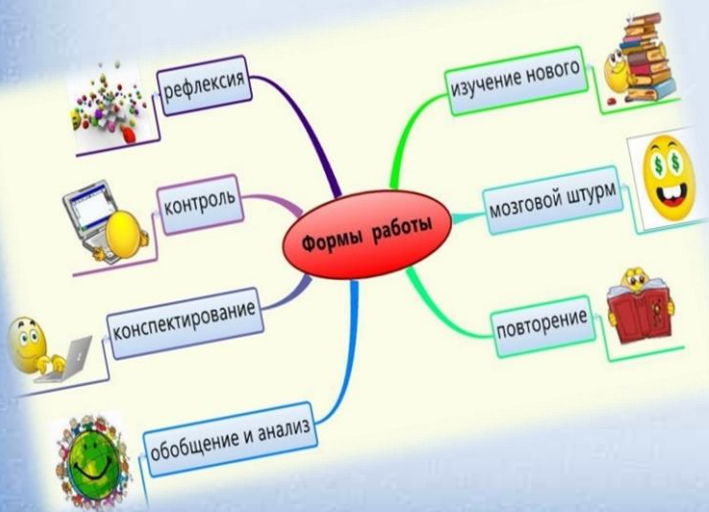 Формы работы
изучение нового
мозговой штурм
повторение
рефлексия
контроль
конспектирование
обобщение и анализ